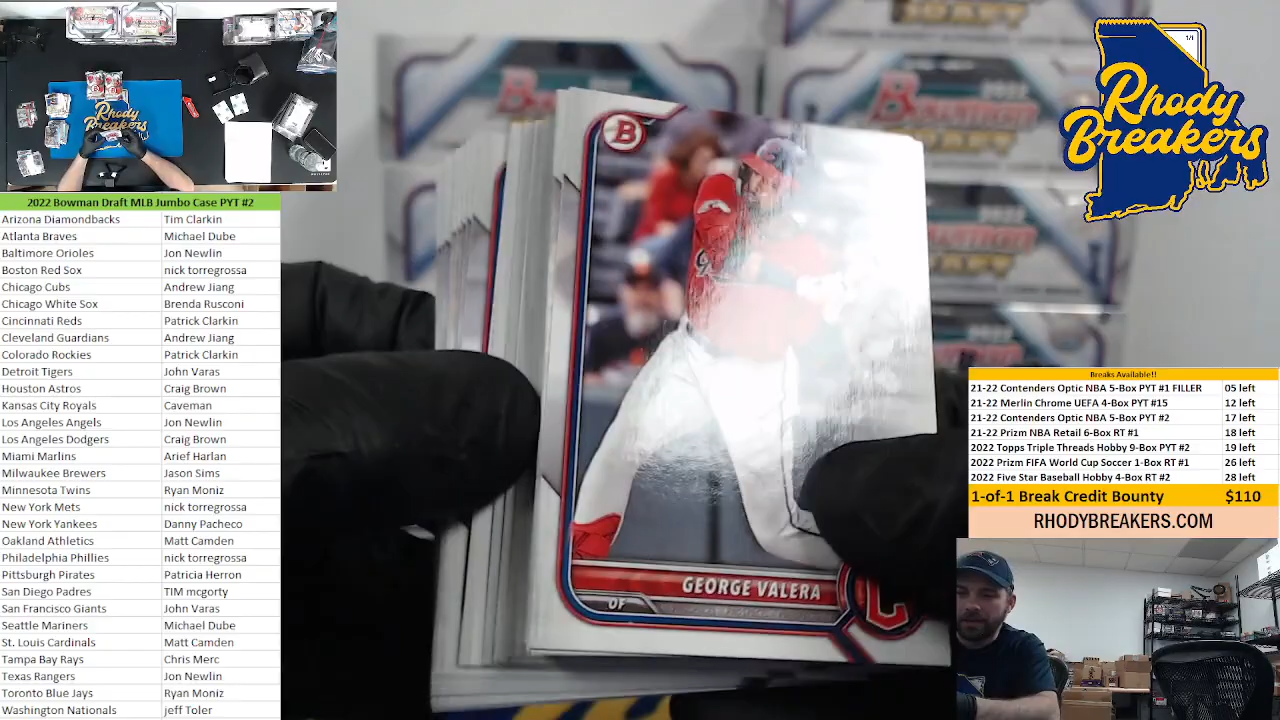 2022 Bowman Draft MLB Jumbo Case PYT #2
Arizona Diamondbacks Tim Clarkin
Atlanta Braves Michael Dube
Baltimore Orioles Jon Newlin
Boston Red Sox nick torregrossa
Chicago Cubs Andrew Jiang
Chicago White Sox Brenda Rusconi
Cincinnati Reds Patrick Clarkin
Cleveland Guardians Andrew Jiang
Colorado Rockies Patrick Clarkin
Detroit Tigers John Varas
Houston Astros Craig Brown
Kansas City Royals Caveman
Los Angeles Angels Jon Newlin
Los Angeles Dodgers Craig Brown
Miami Marlins Arief Harlan
Milwaukee Brewers Jason Sims
Minnesota Twins Ryan Moniz
New York Mets nick torregrossa
New York Yankees Danny Pacheco
Oakland Athletics Matt Camden
Philadelphia Phillies nick torregrossa
Pittsburgh Pirates Patricia Herron
San Diego Padres TIM mcgorty
San Francisco Giants John Varas
Seattle Mariners Michael Dube
St. Louis Cardinals Matt Camden
Tampa Bay Rays Chris Merc
Texas Rangers Jon Newlin
Toronto Blue Jays Ryan Moniz
Washington Nationals jeff Toler
Rhody
Breakers
B
GEORGE VALERA
OF
C
2022
2022
1/1
Rhody
Breakers
Breaks Available!!
21-22 Contenders Optic NBA 5-Box PYT #1 FILLER 05 left
21-22 Merlin Chrome UEFA 4-Box PYT #15 12 left
21-22 Contenders Optic NBA 5-Box PYT #2 17 left
21-22 Prizm NBA Retail 6-Box RT #1 18 left
2022 Topps Triple Threads Hobby 9-Box PYT #2 19 left
2022 Prizm FIFA World Cup Soccer 1-Box RT #1 26 left
2022 Five Star Baseball Hobby 4-Box RT #2 28 left
1-of-1 Break Credit Bounty $110
RHODYBREAKERS.COM